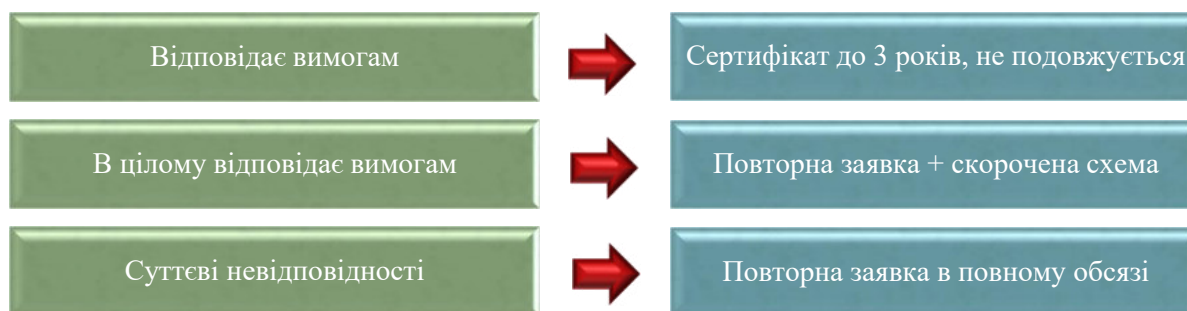 Відповідає вимогам
Сертифікат до 3 років, не подовжується
В цілому відповідає вимогам
Повторна заявка + скорочена схема
Суттєві невідповідності
Повторна заявка в повному обсязі